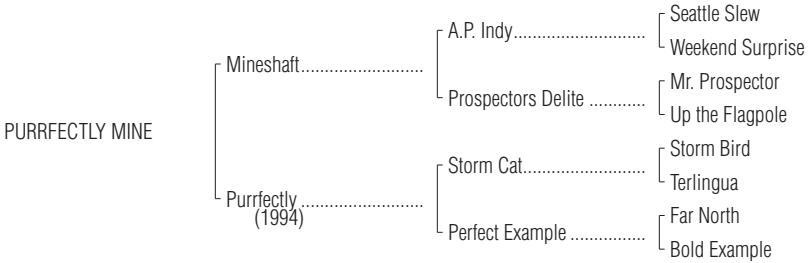 Seattle Slew
A.P. Indy............................
Weekend Surprise
Mineshaft..........................
Mr. Prospector
Prospectors Delite ............
Up the Flagpole
PURRFECTLY MINE
Storm Bird
Storm Cat..........................
Terlingua
Purrfectly ..........................
(1994)
Far North
Perfect Example ................
Bold Example